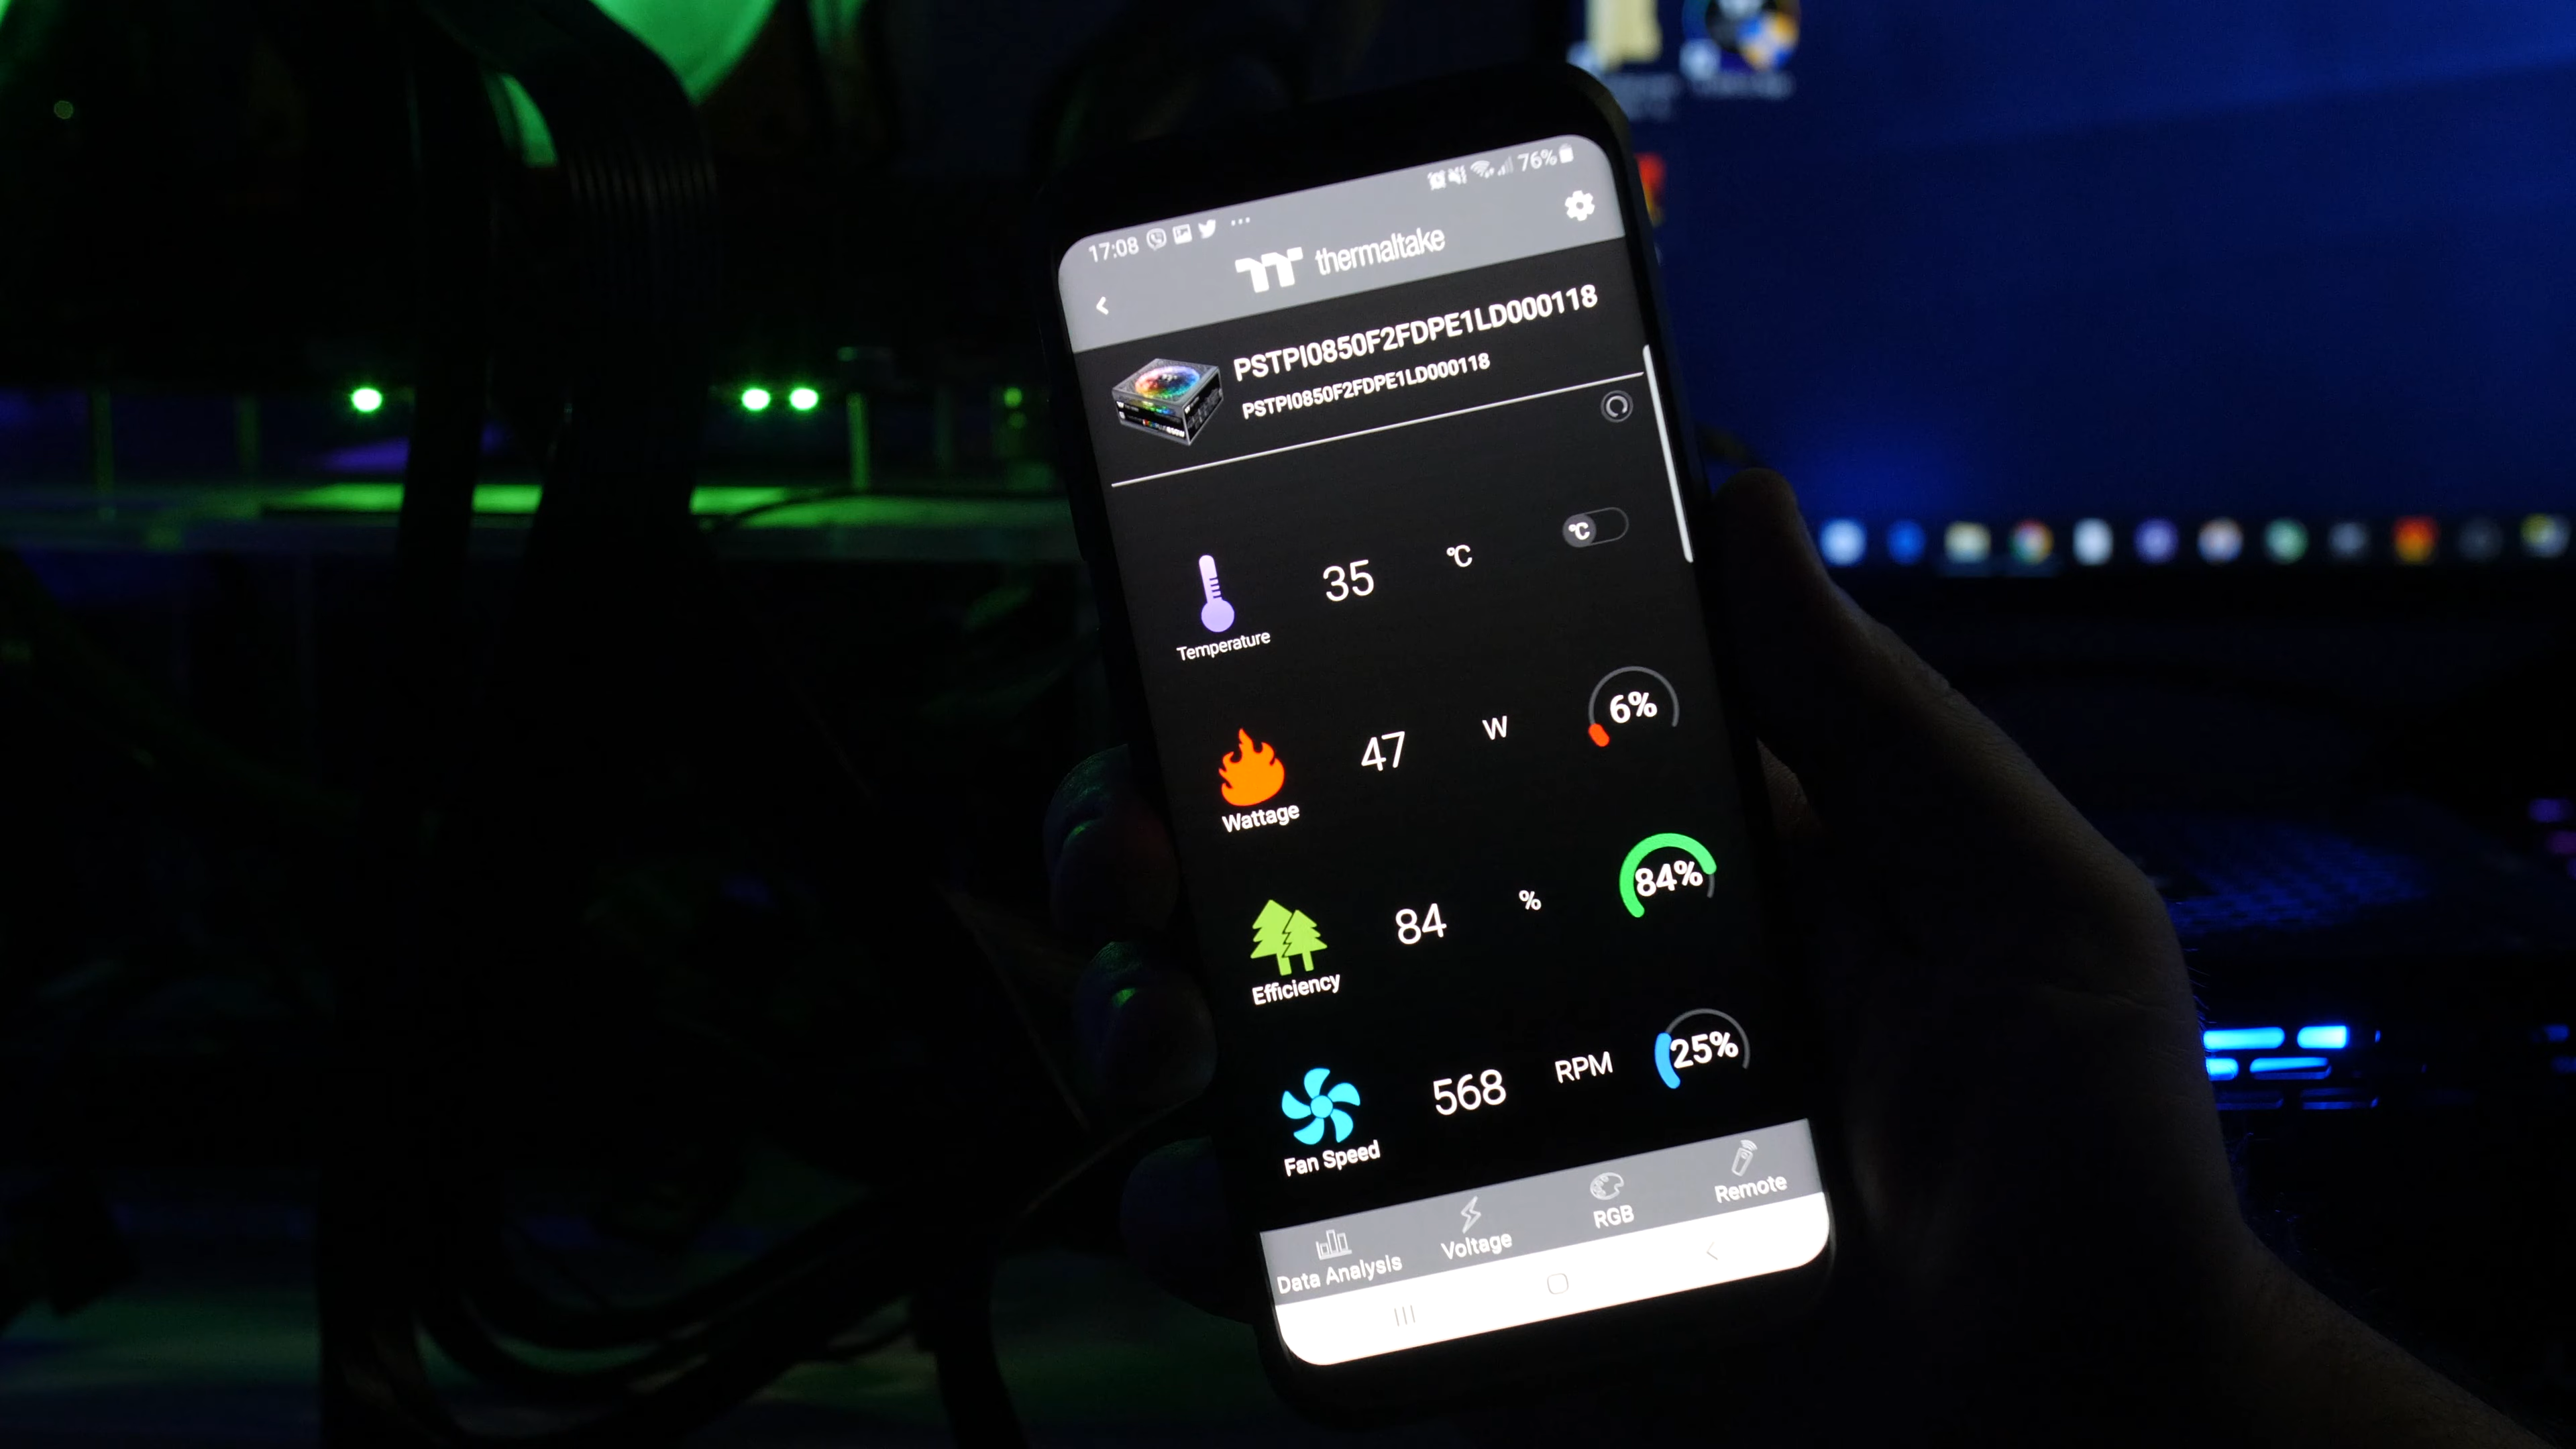 17:08 ... 76%
thermaltake
PSTPI0850F2FDPE1LD000118
PSTPI0850F2FDPE1LD000118
35 °C °C
Temperature
47 W 6%
Wattage
84 % 84%
Efficiency
568 RPM 25%
Fan Speed
Data Analysis Voltage RGB Remote